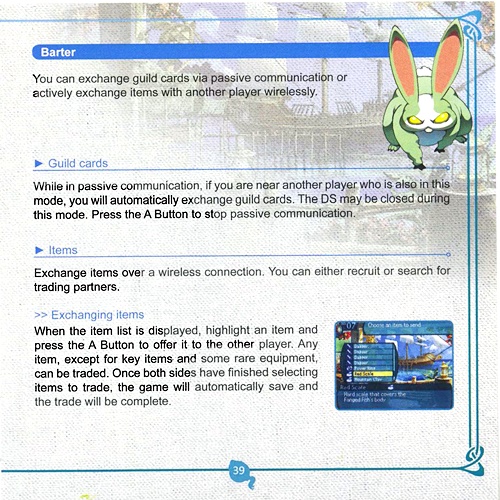 Barter
You can exchange guild cards via passive communication or
actively exchange items with another player wirelessly.
► Guild cards
While in passive communication, if you are near another player who is also in this
mode, you will automatically exchange guild cards. The DS may be closed during
this mode. Press the A Button to stop passive communication.
► Items
Exchange items over a wireless connection. You can either recruit or search for
trading partners.
>> Exchanging items
When the item list is displayed, highlight an item and
press the A Button to offer it to the other player. Any
item, except for key items and some rare equipment,
can be traded. Once both sides have finished selecting
items to trade, the game will automatically save and
the trade will be complete.
Choose an item to send
Red Scale
Red Scale
Hard scale that covers the
Fanged Fish's body
39